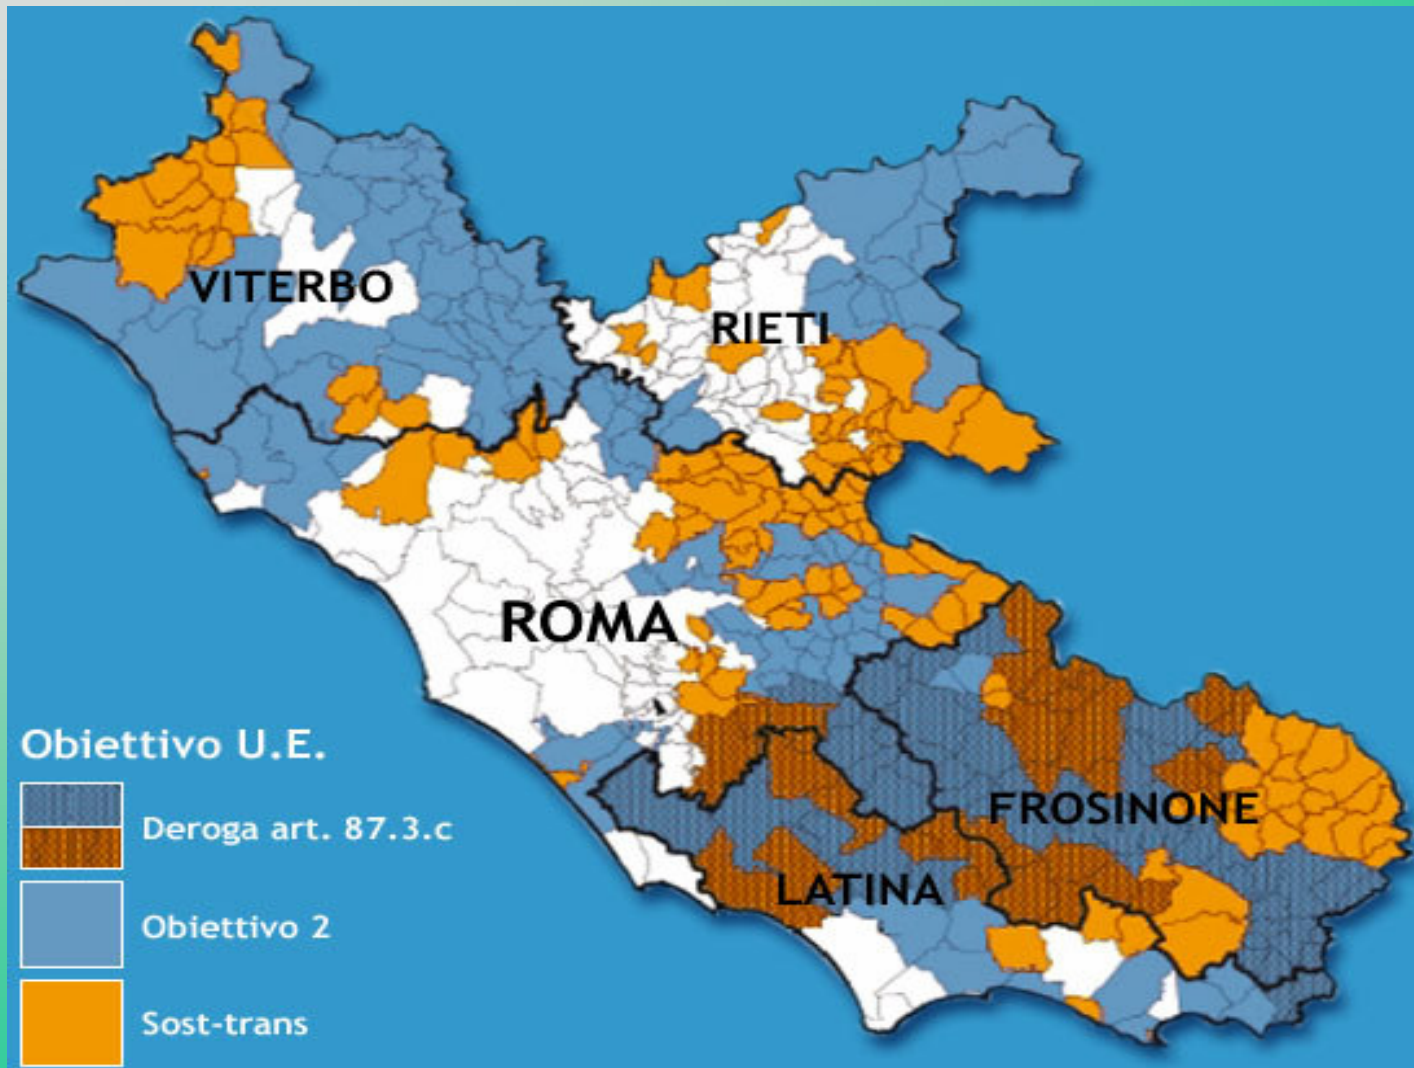 VITERBO
RIETI
ROMA
FROSINONE
LATINA
Obiettivo U.E.
Deroga art. 87.3.c
Obiettivo 2
Sost-trans